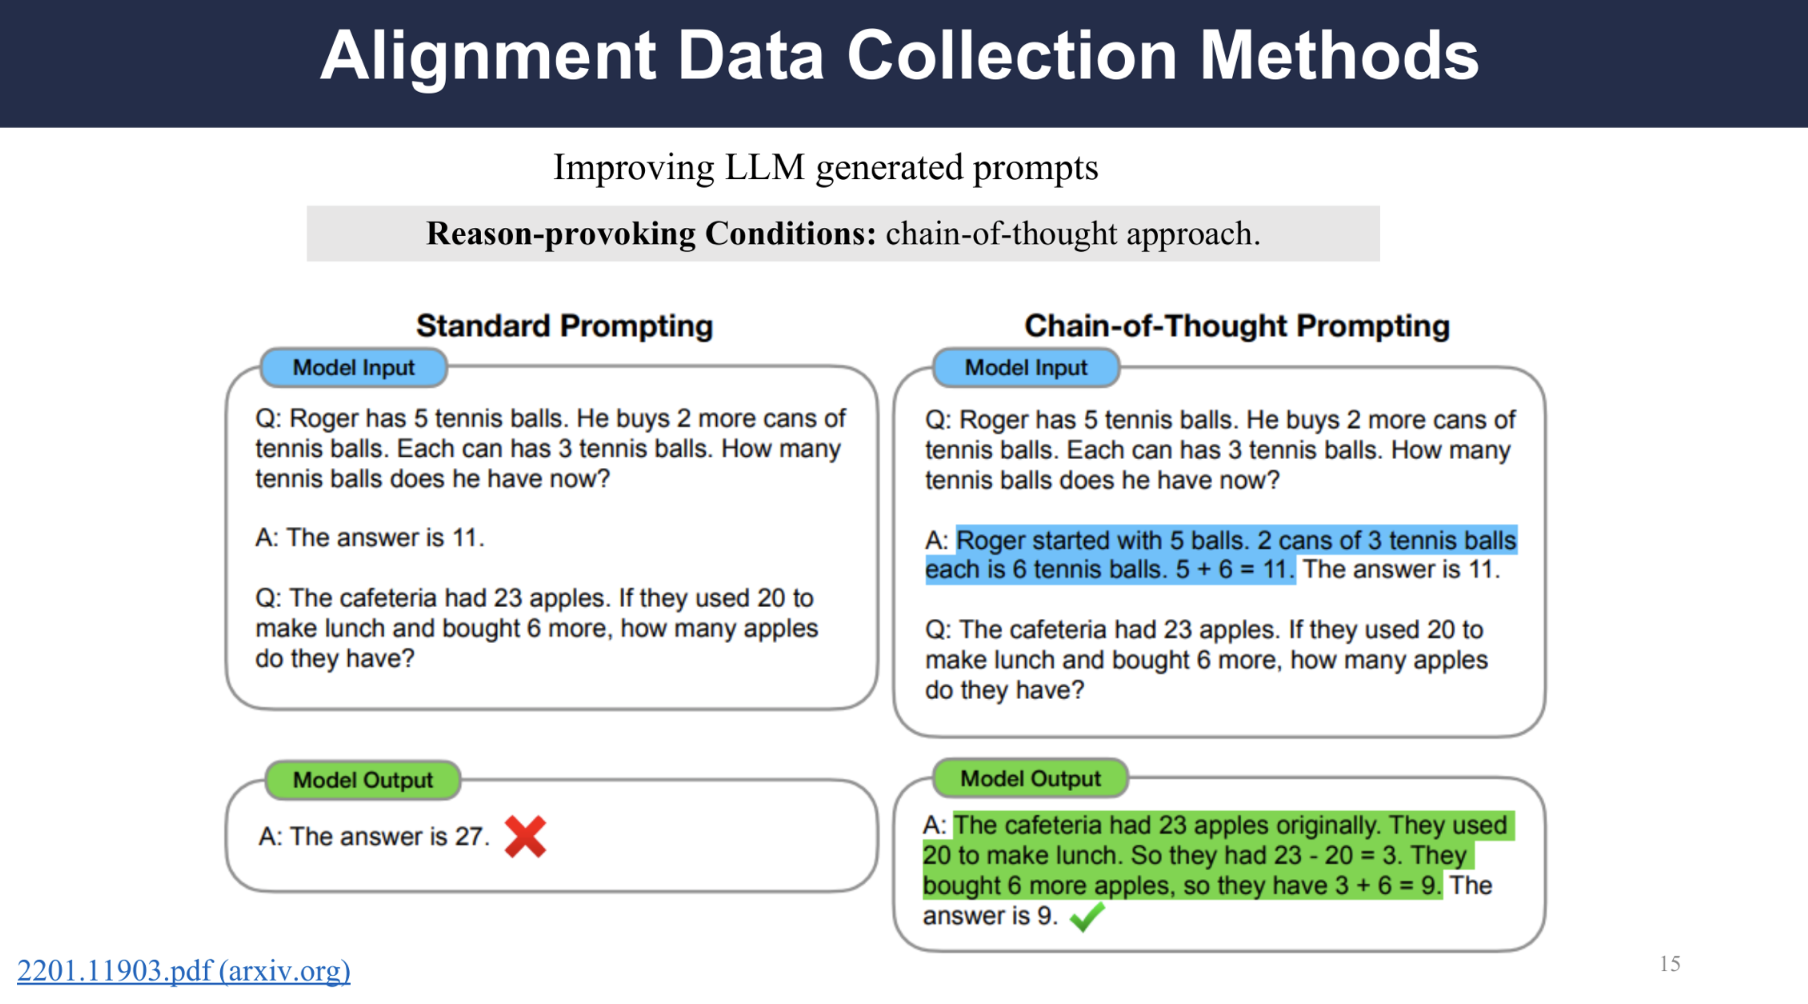 Alignment Data Collection Methods
Improving LLM generated prompts
Reason-provoking Conditions: chain-of-thought approach.
Standard Prompting
Model Input
Q: Roger has 5 tennis balls. He buys 2 more cans of
tennis balls. Each can has 3 tennis balls. How many
tennis balls does he have now?
A: The answer is 11.
Q: The cafeteria had 23 apples. If they used 20 to
make lunch and bought 6 more, how many apples
do they have?
Model Output
A: The answer is 27.
Chain-of-Thought Prompting
Model Input
Q: Roger has 5 tennis balls. He buys 2 more cans of
tennis balls. Each can has 3 tennis balls. How many
tennis balls does he have now?
A: Roger started with 5 balls. 2 cans of 3 tennis balls
each is 6 tennis balls. 5 + 6 = 11. The answer is 11.
Q: The cafeteria had 23 apples. If they used 20 to
make lunch and bought 6 more, how many apples
do they have?
Model Output
A: The cafeteria had 23 apples originally. They used
20 to make lunch. So they had 23 - 20 = 3. They
bought 6 more apples, so they have 3 + 6 = 9. The
answer is 9.
2201.11903.pdf (arxiv.org)
15